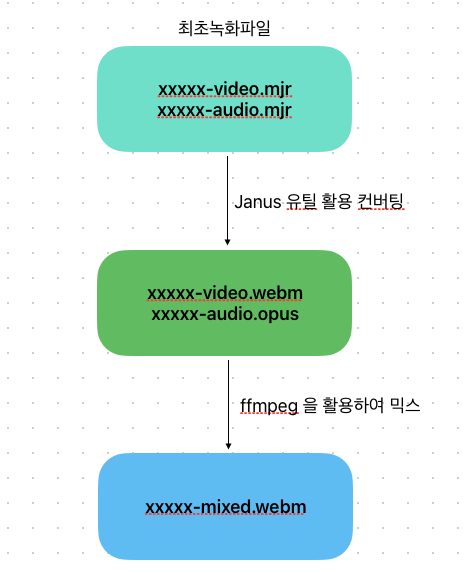 최초녹화파일
xxxxx-video.mjr
xxxxx-audio.mjr
Janus 유틸 활용 컨버팅
xxxxx-video.webm
xxxxx-audio.opus
ffmpeg 을 활용하여 믹스
xxxxx-mixed.webm